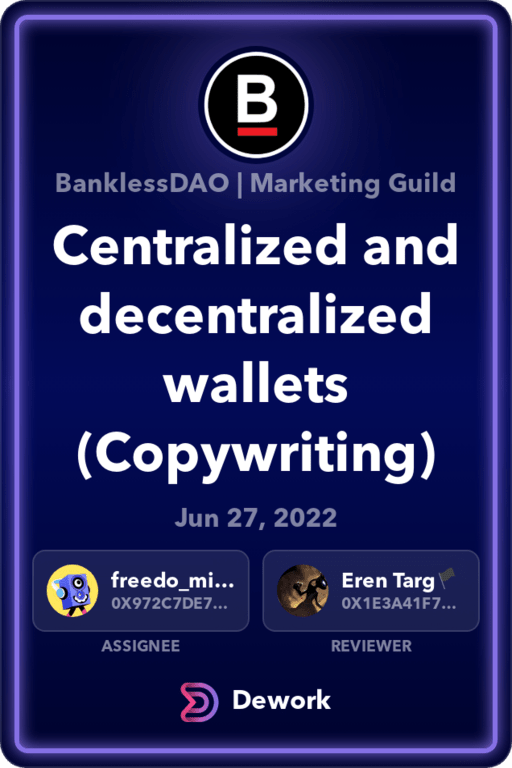 B
BanklessDAO | Marketing Guild
Centralized and
decentralized
wallets
(Copywriting)
Jun 27, 2022
freedo_mi...
0X972C7DE7...
ASSIGNEE
Eren Targ🏴
0X1E3A41F7...
REVIEWER
Dework